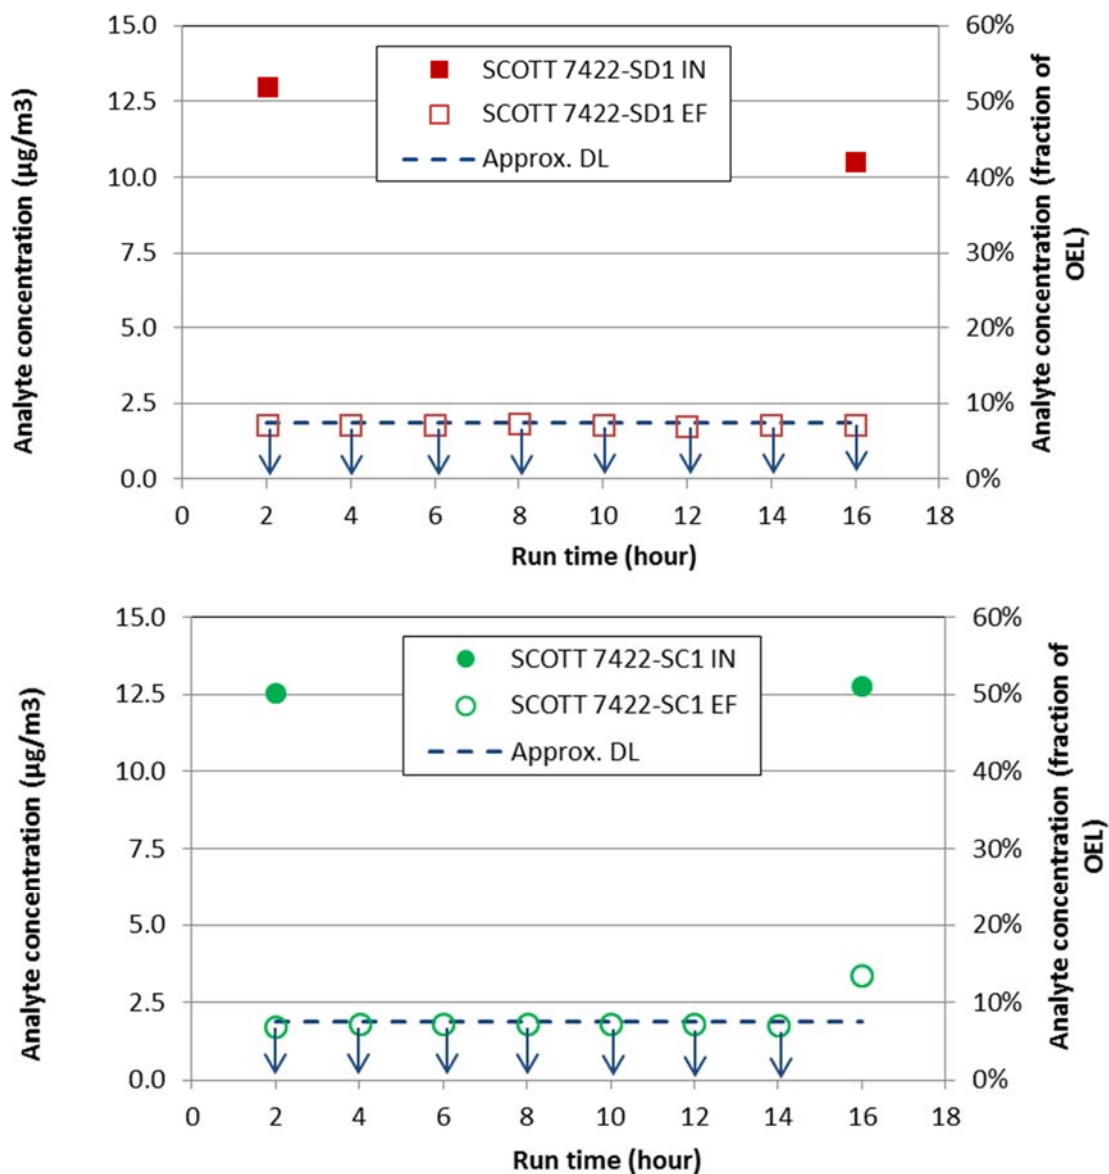 Analyte concentration (µg/m3)
15.0
12.5
10.0
7.5
5.0
2.5
0.0
SCOTT 7422-SD1 IN
SCOTT 7422-SD1 EF
Approx. DL
60%
50%
40%
30%
20%
10%
0%
Analyte concentration (fraction of
OEL)
0 2 4 6 8 10 12 14 16 18
Run time (hour)
Analyte concentration (µg/m3)
15.0
12.5
10.0
7.5
5.0
2.5
0.0
SCOTT 7422-SC1 IN
SCOTT 7422-SC1 EF
Approx. DL
60%
50%
40%
30%
20%
10%
0%
Analyte concentration (fraction of
OEL)
0 2 4 6 8 10 12 14 16 18
Run time (hour)